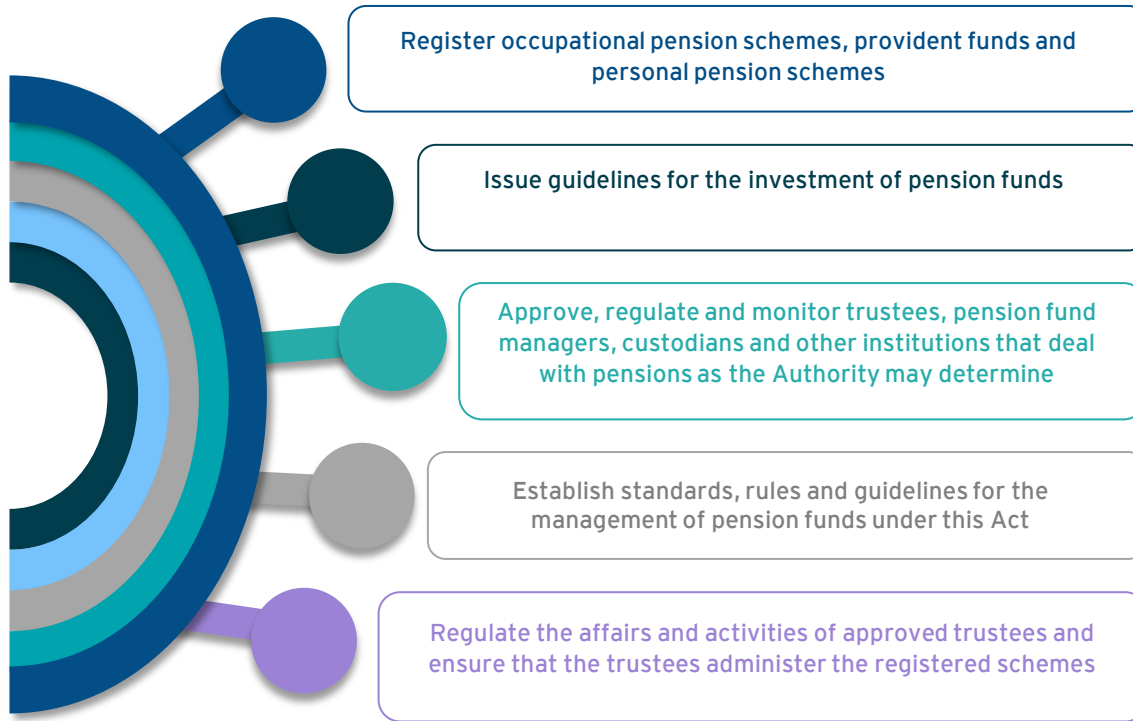 Register occupational pension schemes, provident funds and
personal pension schemes
Issue guidelines for the investment of pension funds
Approve, regulate and monitor trustees, pension fund
managers, custodians and other institutions that deal
with pensions as the Authority may determine
Establish standards, rules and guidelines for the
management of pension funds under this Act
Regulate the affairs and activities of approved trustees and
ensure that the trustees administer the registered schemes